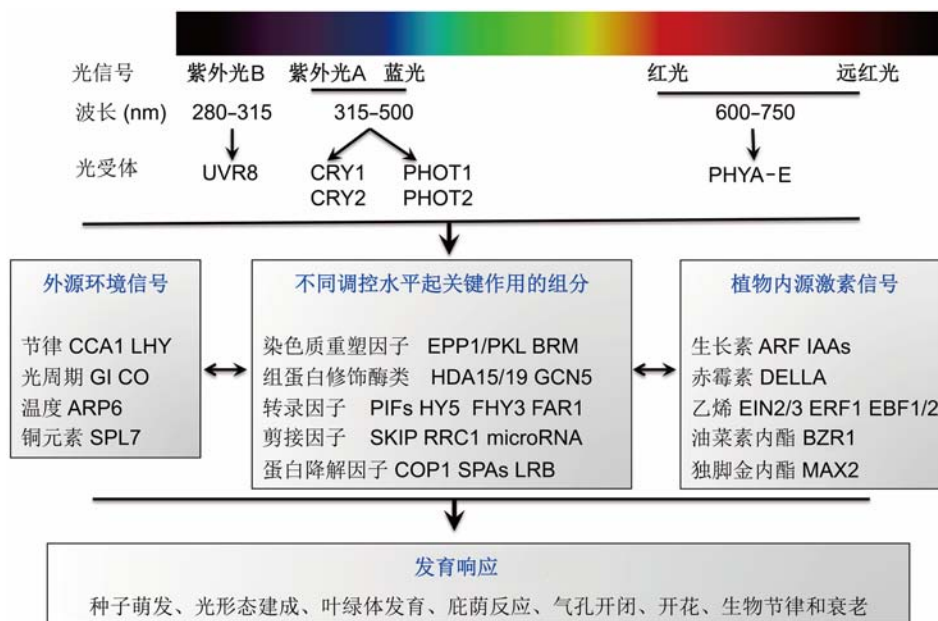 光信号 紫外光B 紫外光A 蓝光 红光 远红光
波长 (nm) 280–315 315–500 600–750
光受体 UVR8 CRY1 PHOT1 PHYA-E
CRY2 PHOT2
外源环境信号
节律 CCA1 LHY
光周期 GI CO
温度 ARP6
铜元素 SPL7
不同调控水平起关键作用的组分
染色质重塑因子 EPP1/PKL BRM
组蛋白修饰酶类 HDA15/19 GCN5
转录因子 PIFs HY5 FHY3 FAR1
剪接因子 SKIP RRC1 microRNA
蛋白降解因子 COP1 SPAs LRB
植物内源激素信号
生长素 ARF IAAs
赤霉素 DELLA
乙烯 EIN2/3 ERF1 EBF1/2
油菜素内酯 BZR1
独脚金内酯 MAX2
发育响应
种子萌发、光形态建成、叶绿体发育、庇荫反应、气孔开闭、开花、生物节律和衰老